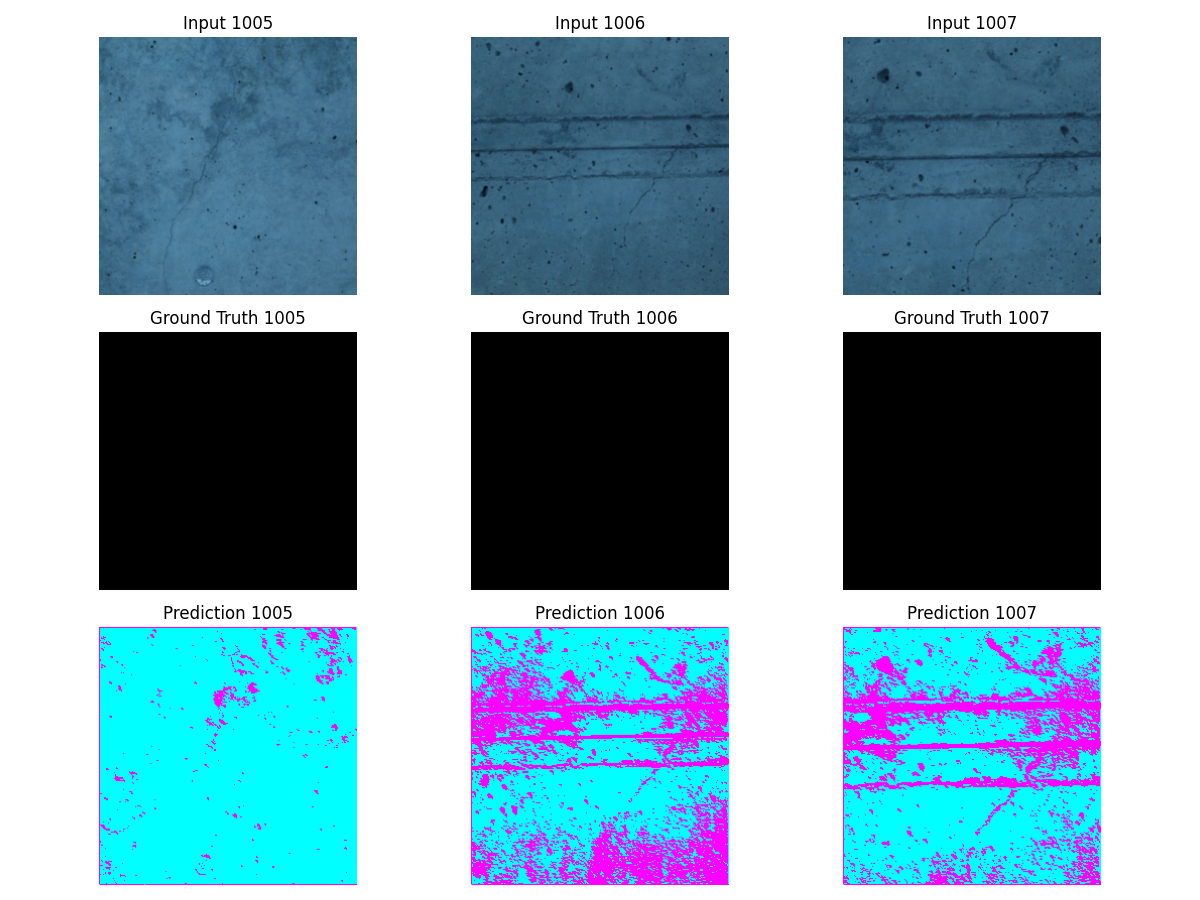 Input 1005
Input 1006
Input 1007
Ground Truth 1005
Ground Truth 1006
Ground Truth 1007
Prediction 1005
Prediction 1006
Prediction 1007